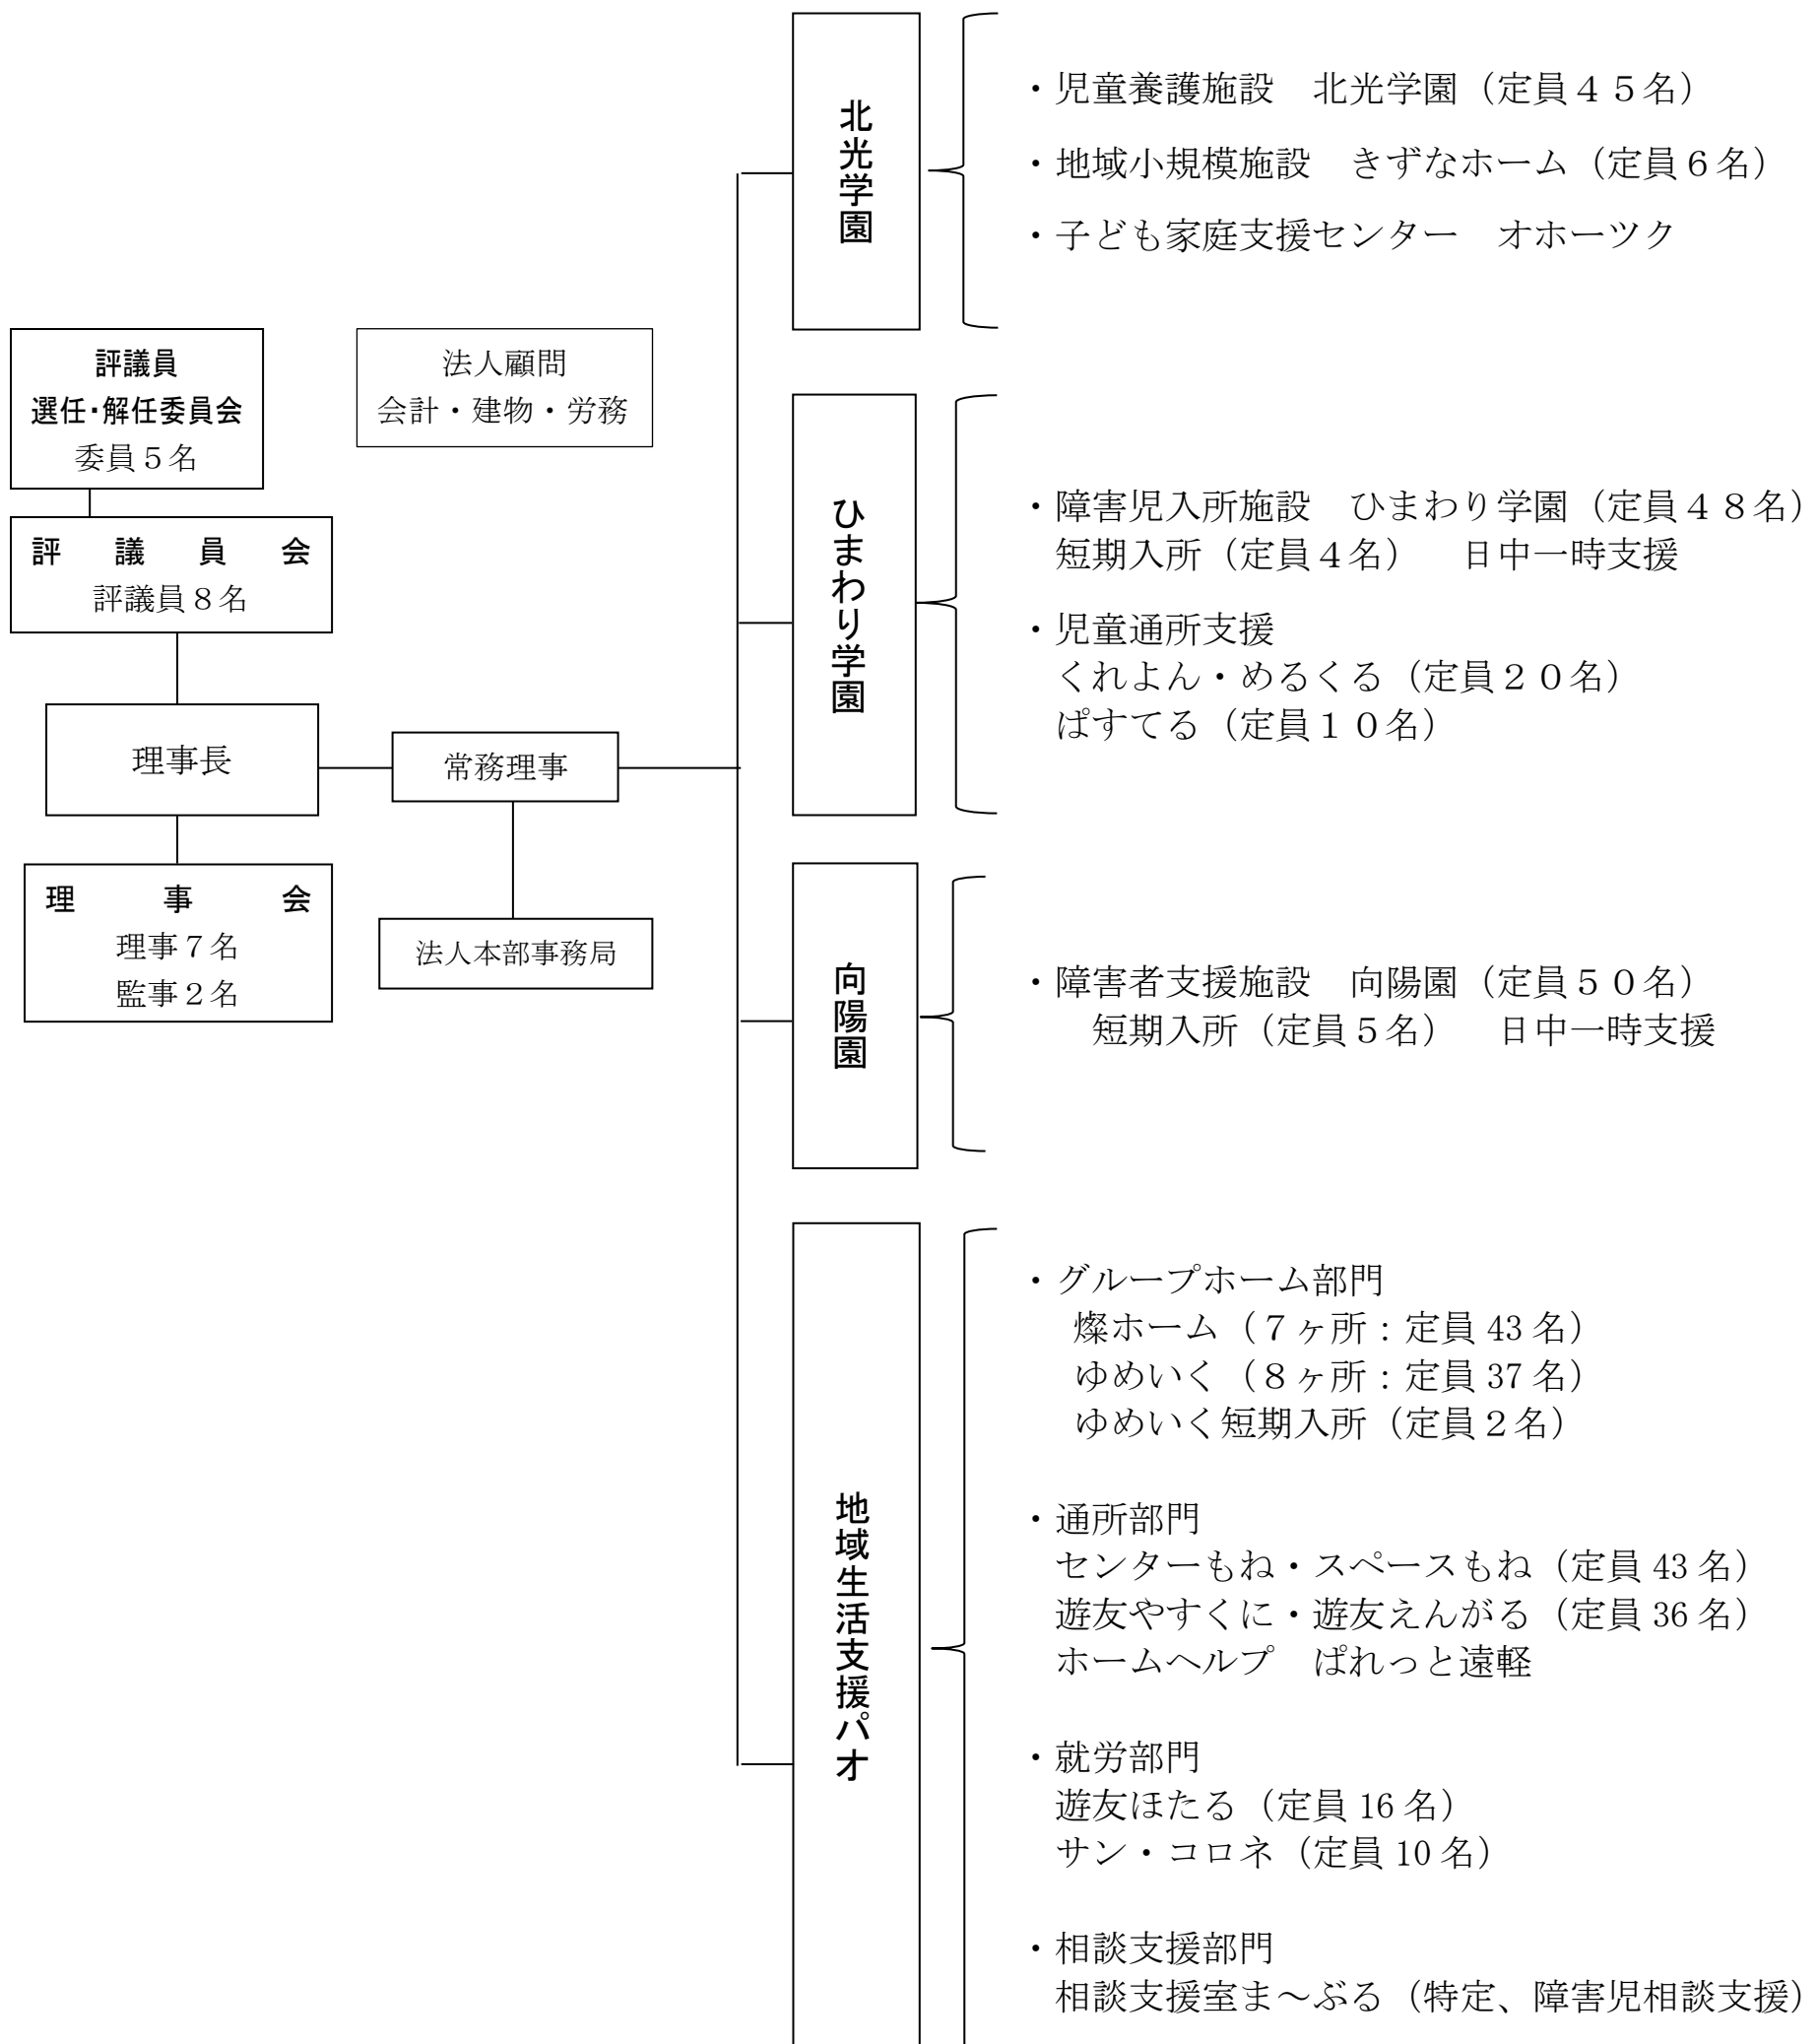 北光学園
・児童養護施設　北光学園（定員４５名）
・地域小規模施設　きずなホーム（定員６名）
・子ども家庭支援センター　オホーツク
評議員
選任・解任委員会
委員５名
法人顧問
会計・建物・労務
評　議　員　会
評議員８名
理事長
常務理事
理　事　会
理事７名
監事２名
法人本部事務局
ひまわり学園
・障害児入所施設　ひまわり学園（定員４８名）
短期入所（定員４名）　日中一時支援
・児童通所支援
くれよん・めるくる（定員２０名）
ぱすてる（定員１０名）
向陽園
・障害者支援施設　向陽園（定員５０名）
短期入所（定員５名）　日中一時支援
地域生活支援パオ
・グループホーム部門
燦ホーム（７ヶ所：定員 43 名）
ゆめいく（８ヶ所：定員 37 名）
ゆめいく短期入所（定員２名）
・通所部門
センターもね・スペースもね（定員 43 名）
遊友やすくに・遊友えんがる（定員 36 名）
ホームヘルプ　ぱれっと遠軽
・就労部門
遊友ほたる（定員 16 名）
サン・コロネ（定員 10 名）
・相談支援部門
相談支援室ま～ぶる（特定、障害児相談支援）